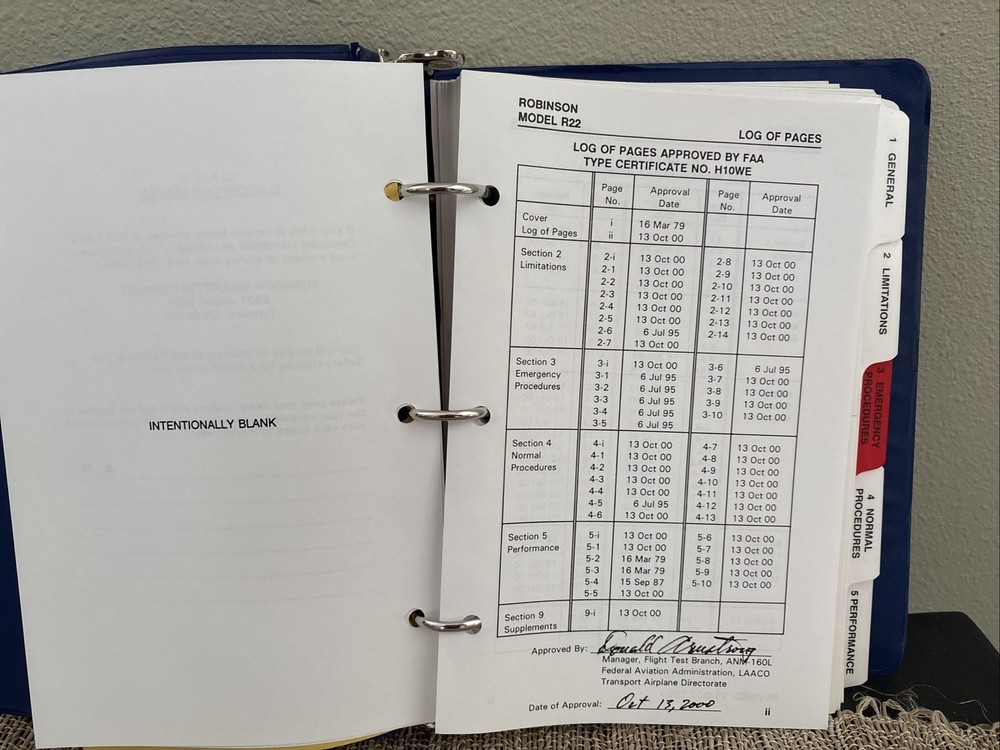 INTENTIONALLY BLANK
ROBINSON
MODEL R22
LOG OF PAGES
LOG OF PAGES APPROVED BY FAA
TYPE CERTIFICATE NO. H10WE
Page No. Approval Date Page No. Approval Date
Cover i 16 Mar 79
Log of Pages ii 13 Oct 00
Section 2 Limitations
2-i 13 Oct 00 2-8 13 Oct 00
2-1 13 Oct 00 2-9 13 Oct 00
2-2 13 Oct 00 2-10 13 Oct 00
2-3 13 Oct 00 2-11 13 Oct 00
2-4 13 Oct 00 2-12 13 Oct 00
2-5 13 Oct 00 2-13 13 Oct 00
2-6 6 Jul 95 2-14 13 Oct 00
2-7 13 Oct 00
Section 3 Emergency Procedures
3-i 13 Oct 00 3-6 6 Jul 95
3-1 6 Jul 95 3-7 13 Oct 00
3-2 6 Jul 95 3-8 13 Oct 00
3-3 6 Jul 95 3-9 13 Oct 00
3-4 6 Jul 95 3-10 13 Oct 00
3-5 6 Jul 95
Section 4 Normal Procedures
4-i 13 Oct 00 4-7 13 Oct 00
4-1 13 Oct 00 4-8 13 Oct 00
4-2 13 Oct 00 4-9 13 Oct 00
4-3 13 Oct 00 4-10 13 Oct 00
4-4 13 Oct 00 4-11 13 Oct 00
4-5 6 Jul 95 4-12 13 Oct 00
4-6 13 Oct 00 4-13 13 Oct 00
Section 5 Performance
5-i 13 Oct 00 5-6 13 Oct 00
5-1 13 Oct 00 5-7 13 Oct 00
5-2 16 Mar 79 5-8 13 Oct 00
5-3 16 Mar 79 5-9 13 Oct 00
5-4 15 Sep 87 5-10 13 Oct 00
5-5 13 Oct 00
Section 9 Supplements
9-i 13 Oct 00
Approved By: Donald Armstrong
Manager, Flight Test Branch, ANM-160L
Federal Aviation Administration, LAACO
Transport Airplane Directorate
Date of Approval: Oct 13, 2000
ii
1 GENERAL
2 LIMITATIONS
3 EMERGENCY
PROCEDURES
4 NORMAL
PROCEDURES
5 PERFORMANCE